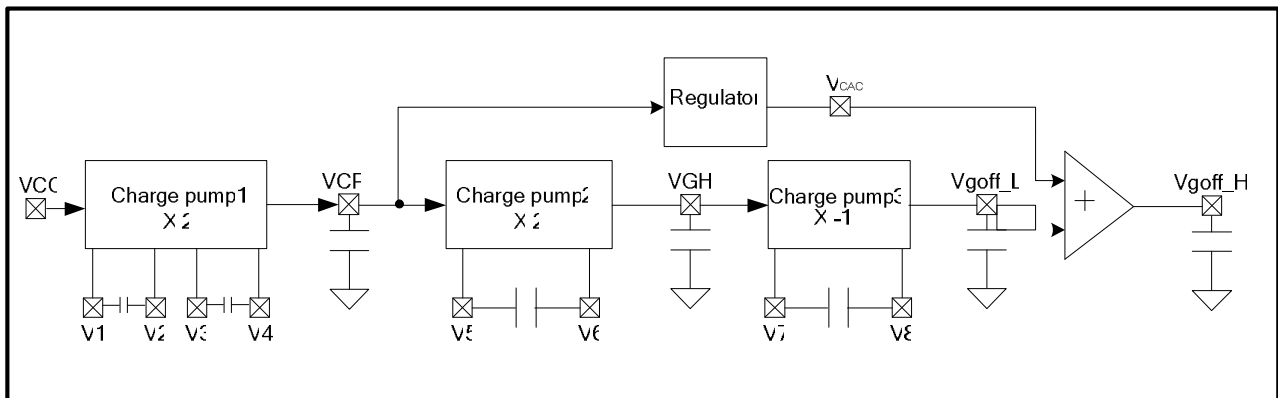 Regulator
VCAC
VCC
Charge pump1
X 2
VCP
Charge pump2
X 2
VGH
Charge pump3
X -1
Vgoff_L
+
Vgoff_H
V1
V2
V3
V4
V5
V6
V7
V8